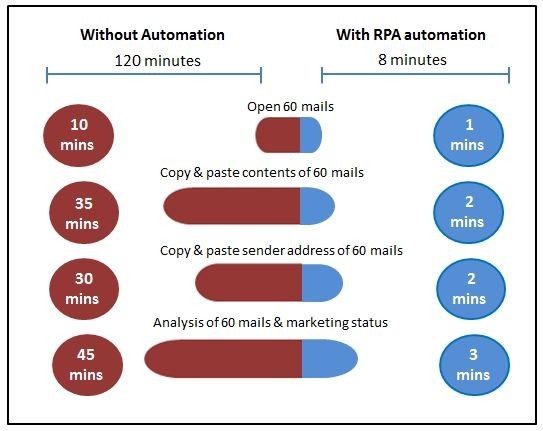 Without Automation
With RPA automation
120 minutes
8 minutes
Open 60 mails
10
mins
1
mins
Copy & paste contents of 60 mails
35
mins
2
mins
Copy & paste sender address of 60 mails
30
mins
2
mins
Analysis of 60 mails & marketing status
45
mins
3
mins